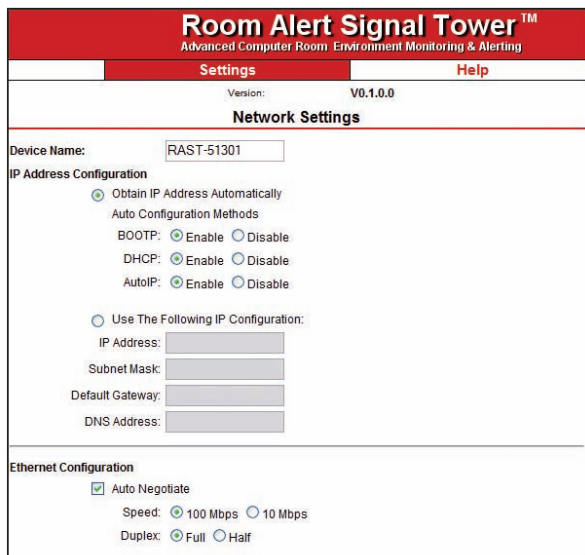 Room Alert Signal Tower™
Advanced Computer Room Environment Monitoring & Alerting
Settings Help
Version: V0.1.0.0
Network Settings
Device Name: RAST-51301
IP Address Configuration
Obtain IP Address Automatically
Auto Configuration Methods
BOOTP: Enable Disable
DHCP: Enable Disable
AutoIP: Enable Disable
Use The Following IP Configuration:
IP Address:
Subnet Mask:
Default Gateway:
DNS Address:
Ethernet Configuration
Auto Negotiate
Speed: 100 Mbps 10 Mbps
Duplex: Full Half